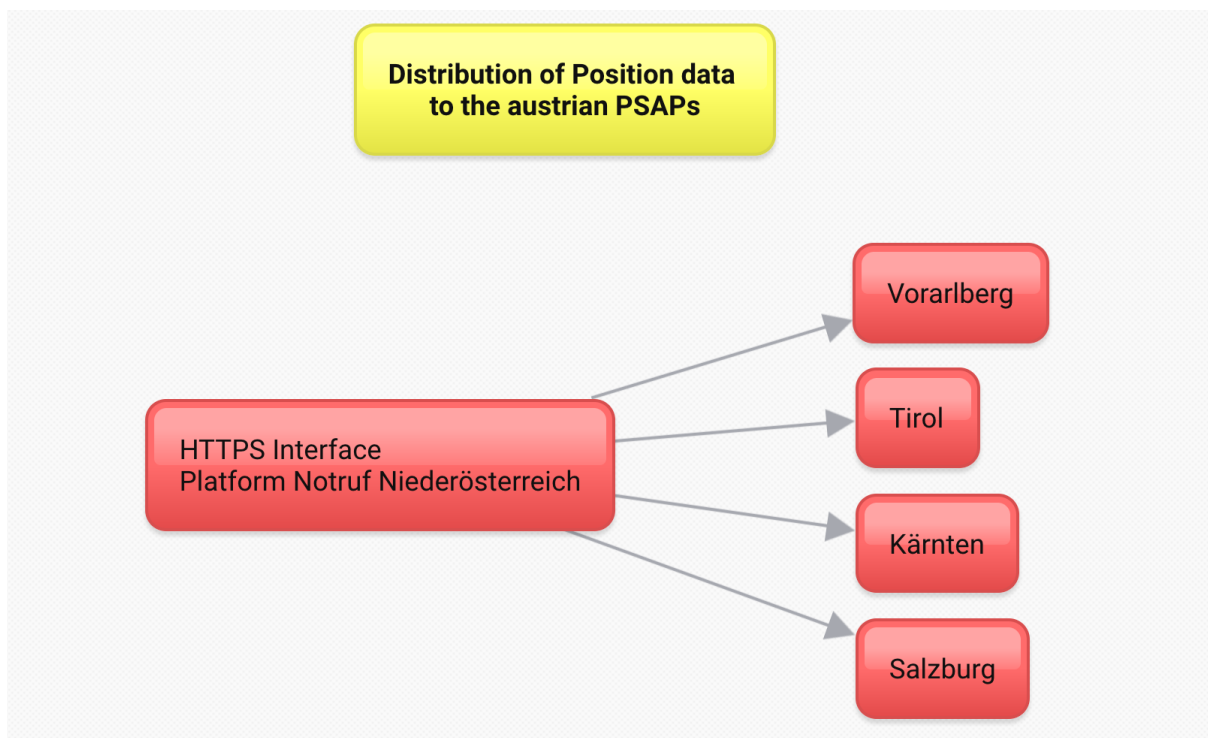 Distribution of Position data
to the austrian PSAPs
Vorarlberg
Tirol
HTTPS Interface
Platform Notruf Niederösterreich
Kärnten
Salzburg